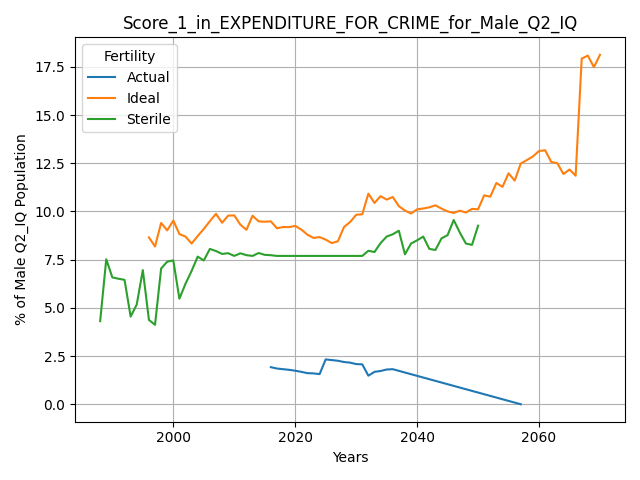 Score_1_in_EXPENDITURE_FOR_CRIME_for_Male_Q2_IQ
Fertility
Actual
Ideal
Sterile
% of Male Q2_IQ Population
17.5
15.0
12.5
10.0
7.5
5.0
2.5
0.0
2000
2020
2040
2060
Years